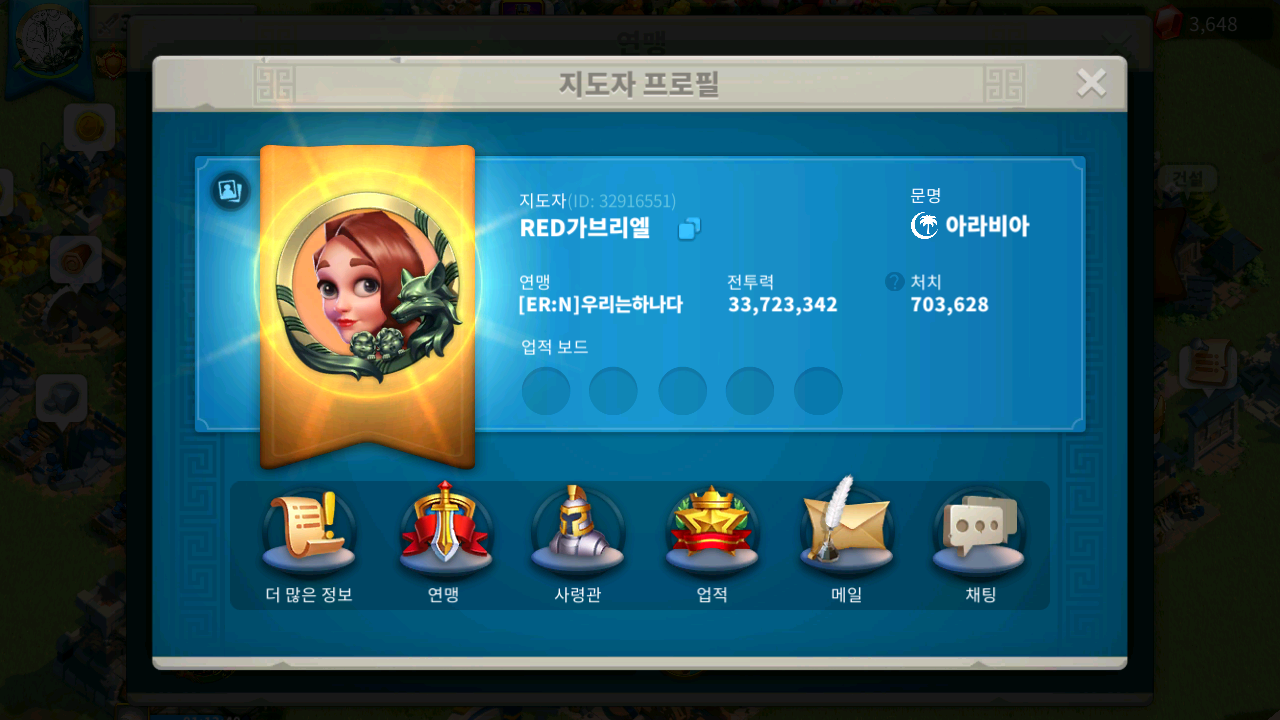 3,648
연맹
지도자 프로필
건설
지도자(ID: 32916551)
RED가브리엘
문명
아라비아
연맹
[ER:N]우리는하나다
전투력
33,723,342
? 처치
703,628
업적 보드
더 많은 정보
연맹
사령관
업적
메일
채팅